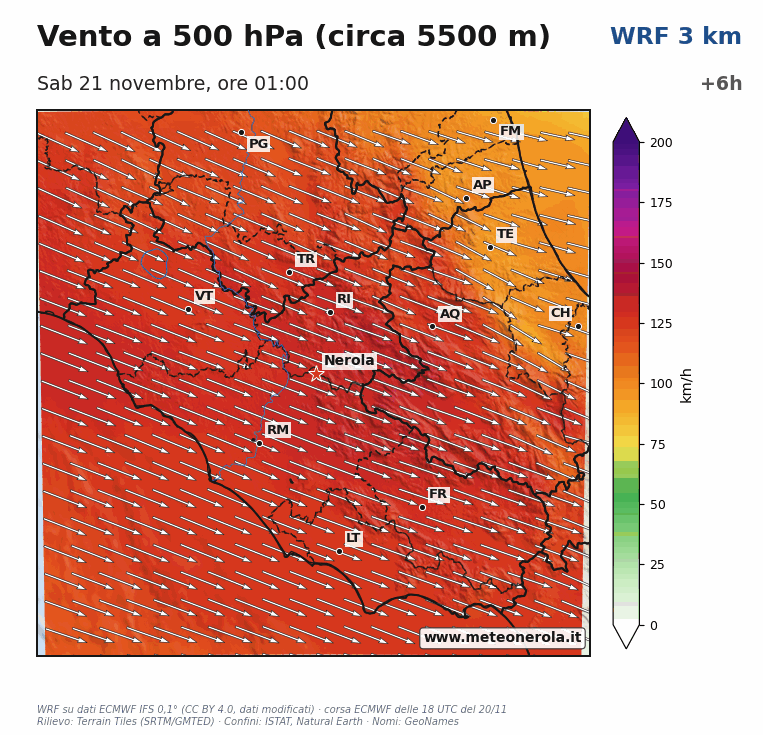 Vento a 500 hPa (circa 5500 m)
WRF 3 km
Sab 21 novembre, ore 01:00
+6h
FM
PG
AP
TE
TR
VT
RI
AQ
CH
Nerola
RM
FR
LT
www.meteonerola.it
200
175
150
125
100
75
50
25
0
km/h
WRF su dati ECMWF IFS 0,1° (CC BY 4.0, dati modificati) · corsa ECMWF delle 18 UTC del 20/11
Rilievo: Terrain Tiles (SRTM/GMTED) · Confini: ISTAT, Natural Earth · Nomi: GeoNames